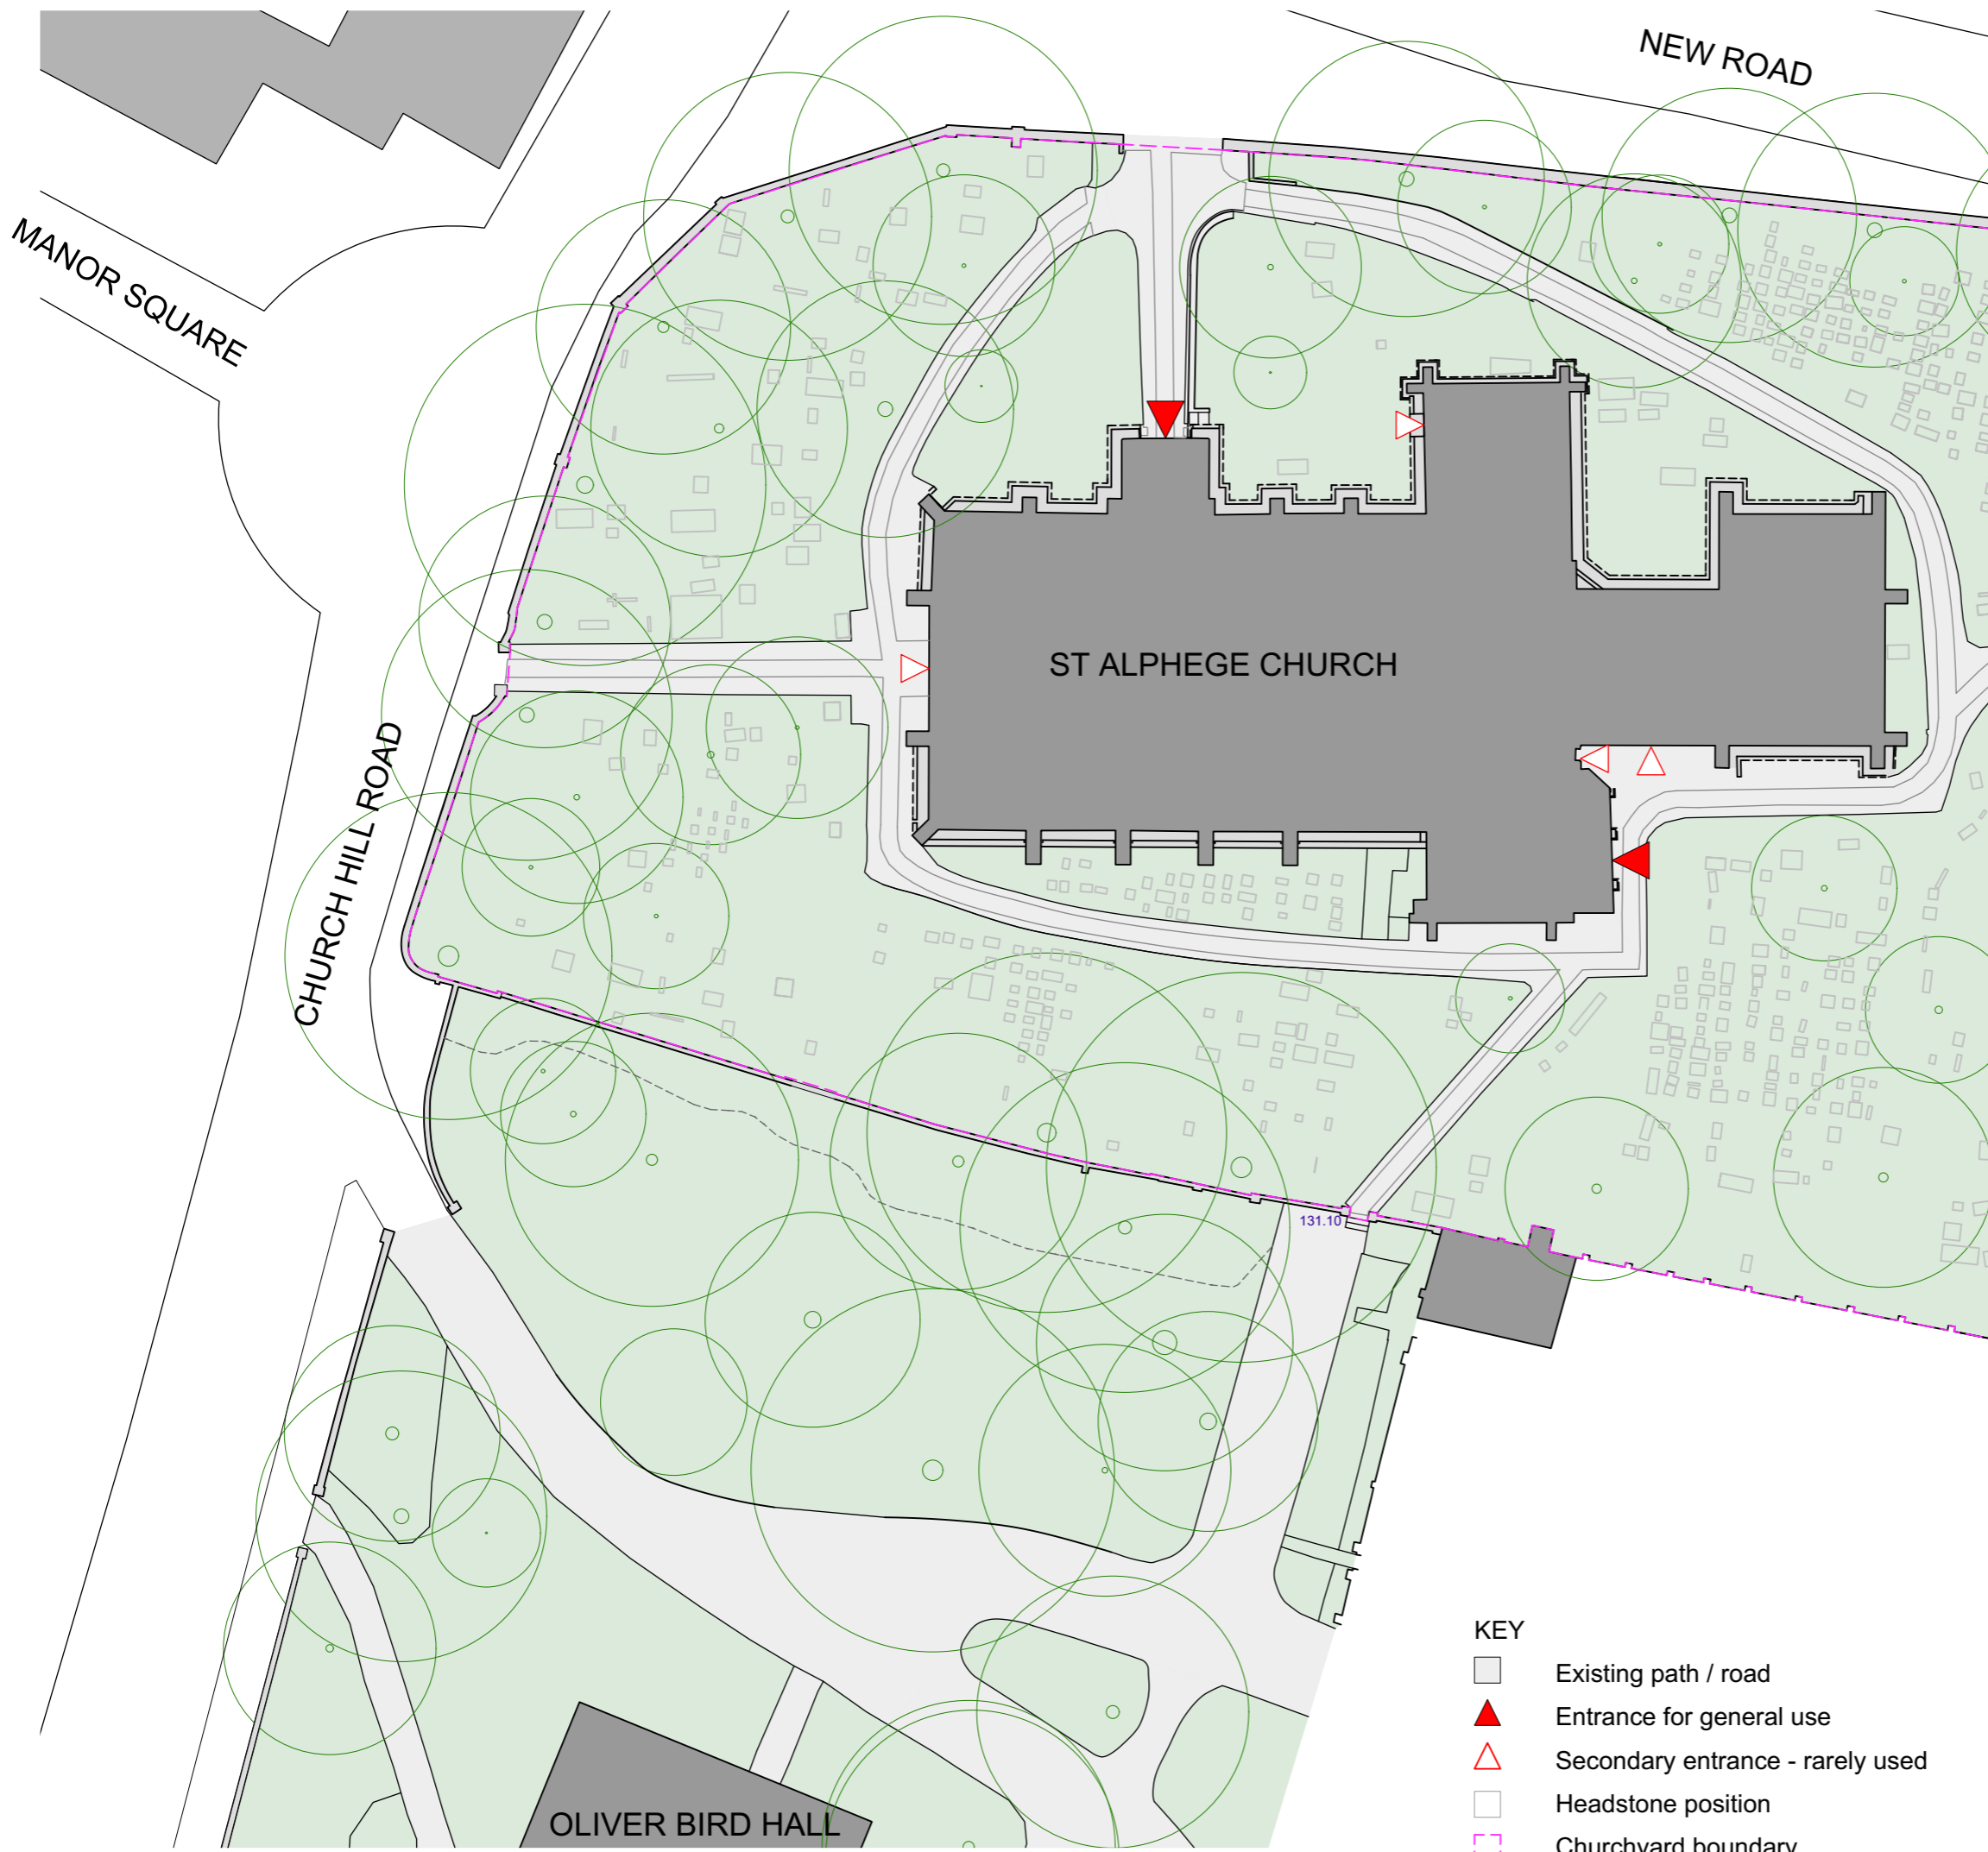 NEW ROAD
MANOR SQUARE
ST ALPHEGE CHURCH
CHURCH HILL ROAD
131.10
OLIVER BIRD HALL
KEY
Existing path / road
Entrance for general use
Secondary entrance - rarely used
Headstone position
Churchyard boundary